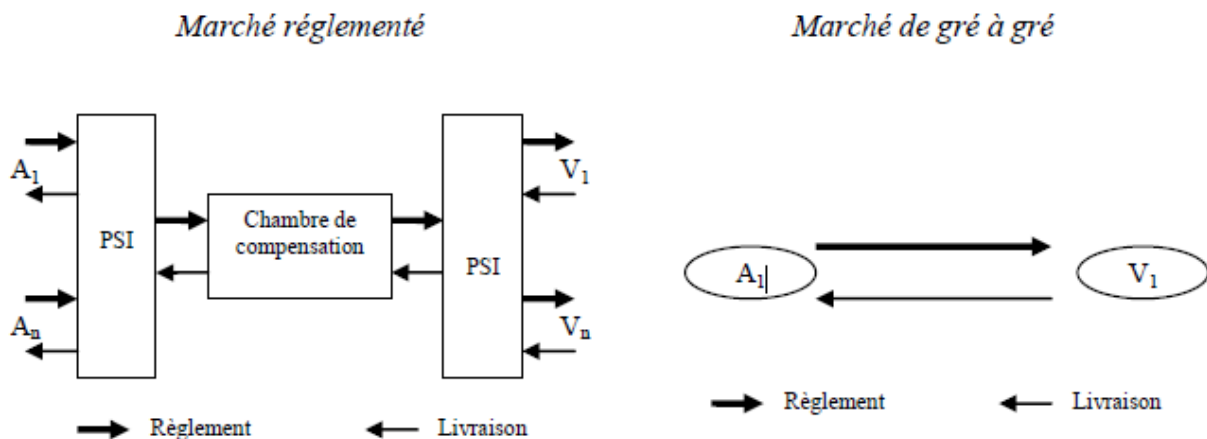 Marché réglementé
Marché de gré à gré
A1
An
PSI
Chambre de
compensation
PSI
V1
Vn
Règlement
Livraison
A1
V1
Règlement
Livraison